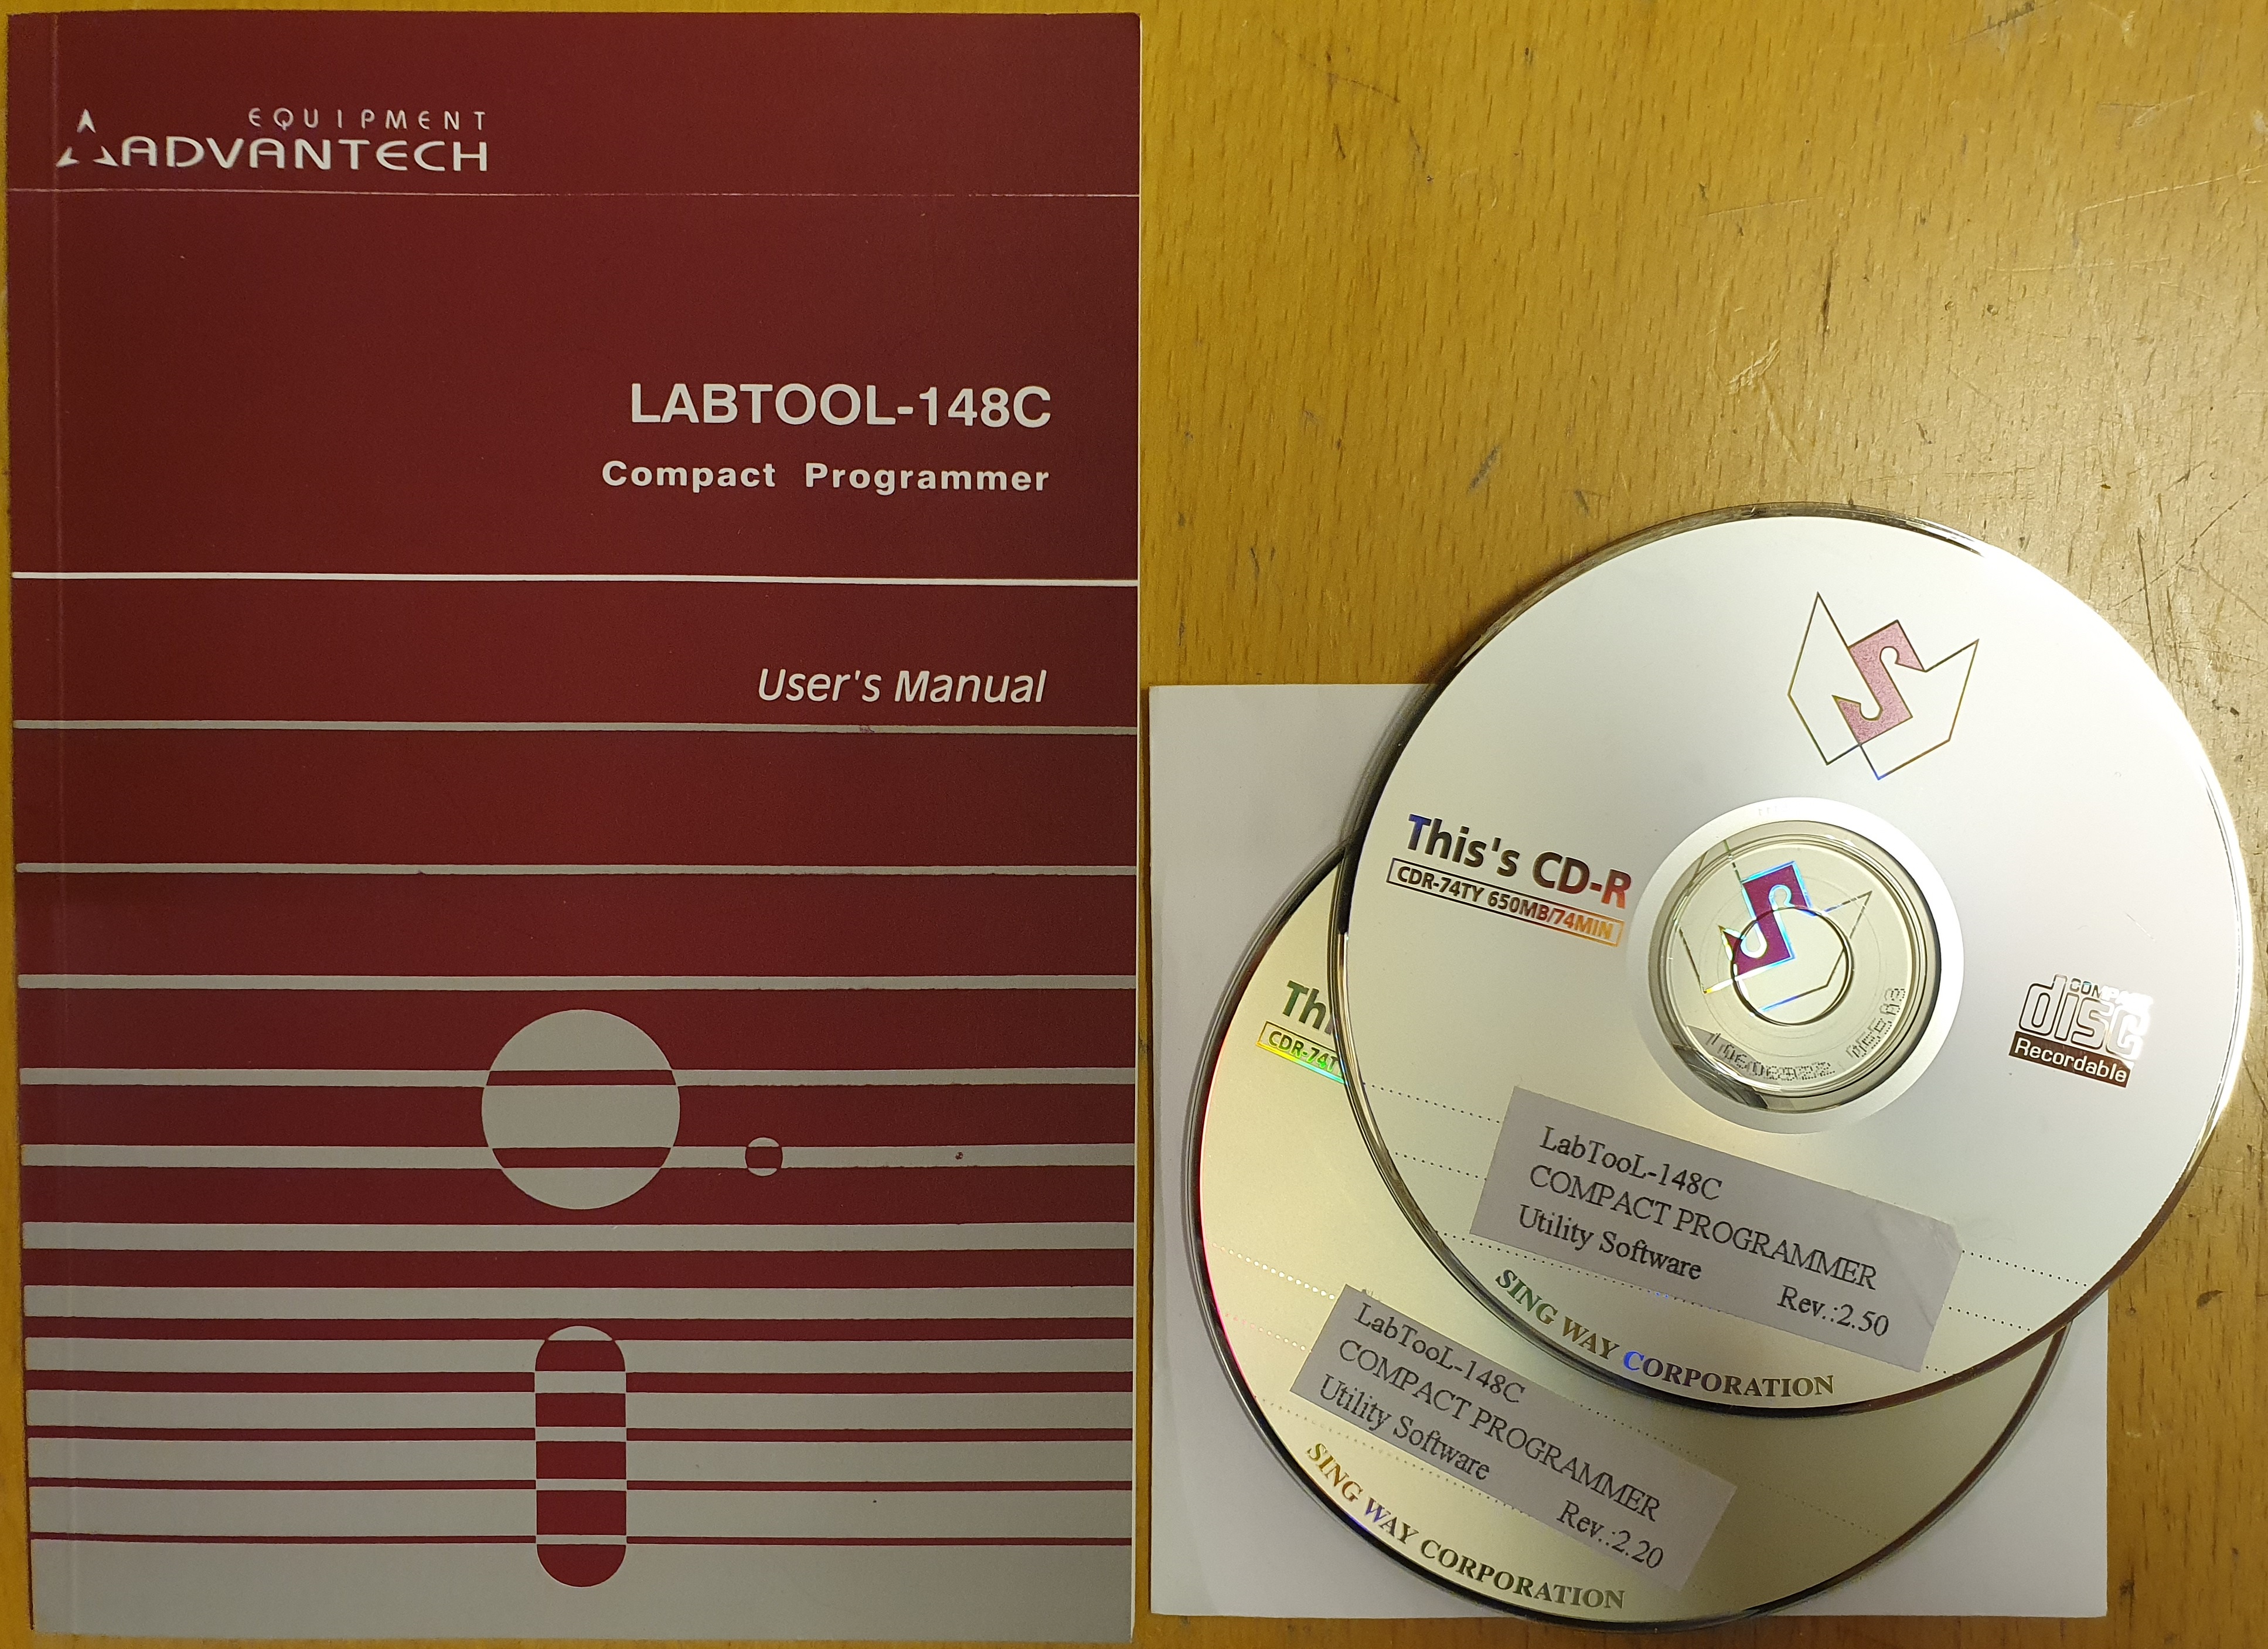 EQUIPMENT
ADVANTECH
LABTOOL-148C
Compact Programmer
User's Manual
This's CD-R
CDR-74TY 650MB/74MIN
COMPACT
disc
Recordable
LabTooL-148C
COMPACT PROGRAMMER
Utility Software
Rev.:2.50
SING WAY CORPORATION
Th
CDR-74T
LabTooL-148C
COMPACT PROGRAMMER
Utility Software
Rev.:2.20
SING WAY CORPORATION